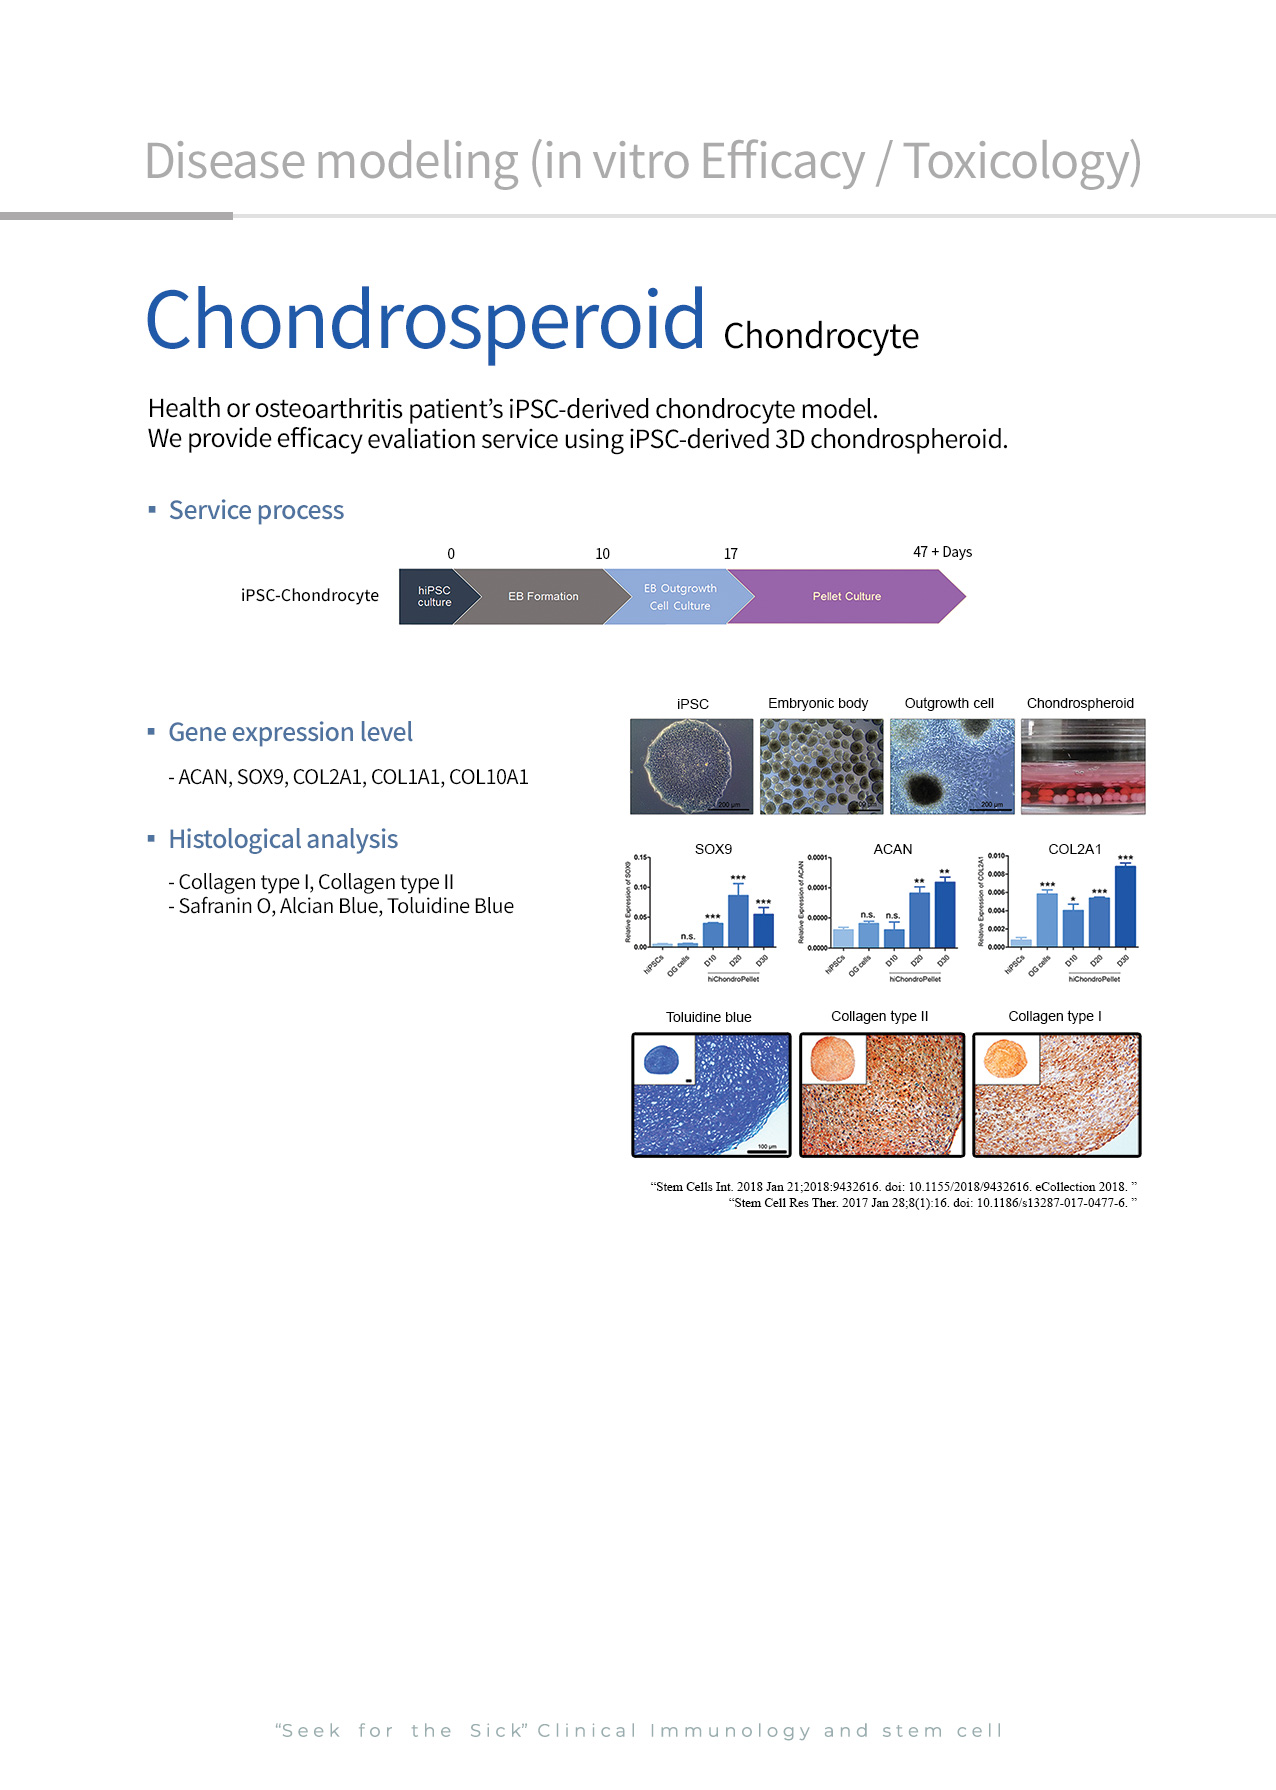 Disease modeling (in vitro Efficacy / Toxicology)
Chondrosperoid Chondrocyte
Health or osteoarthritis patient's iPSC-derived chondrocyte model.
We provide efficacy evaliation service using iPSC-derived 3D chondrospheroid.
▪ Service process
0 10 17 47 + Days
iPSC-Chondrocyte
hiPSC
culture
EB Formation
EB Outgrowth
Cell Culture
Pellet Culture
▪ Gene expression level
- ACAN, SOX9, COL2A1, COL1A1, COL10A1
▪ Histological analysis
- Collagen type I, Collagen type II
- Safranin O, Alcian Blue, Toluidine Blue
iPSC Embryonic body Outgrowth cell Chondrospheroid
200 µm
200 µm
SOX9
Relative Expression of SOX9
0.15
0.10
0.05
0.00
n.s. *** *** ***
hiPSCs OG cells D10 D20 D30
hiChondroPellet
ACAN
Relative Expression of ACAN
0.0001
0.0001
0.0000
0.0000
n.s. n.s. ** **
hiPSCs OG cells D10 D20 D30
hiChondroPellet
COL2A1
Relative Expression of COL2A1
0.010
0.008
0.006
0.004
0.002
0.000
*** * *** ***
hiPSCs OG cells D10 D20 D30
hiChondroPellet
Toluidine blue Collagen type II Collagen type I
100 µm
“Stem Cells Int. 2018 Jan 21;2018:9432616. doi: 10.1155/2018/9432616. eCollection 2018. ”
“Stem Cell Res Ther. 2017 Jan 28;8(1):16. doi: 10.1186/s13287-017-0477-6. ”
“Seek for the Sick” Clinical Immunology and stem cell